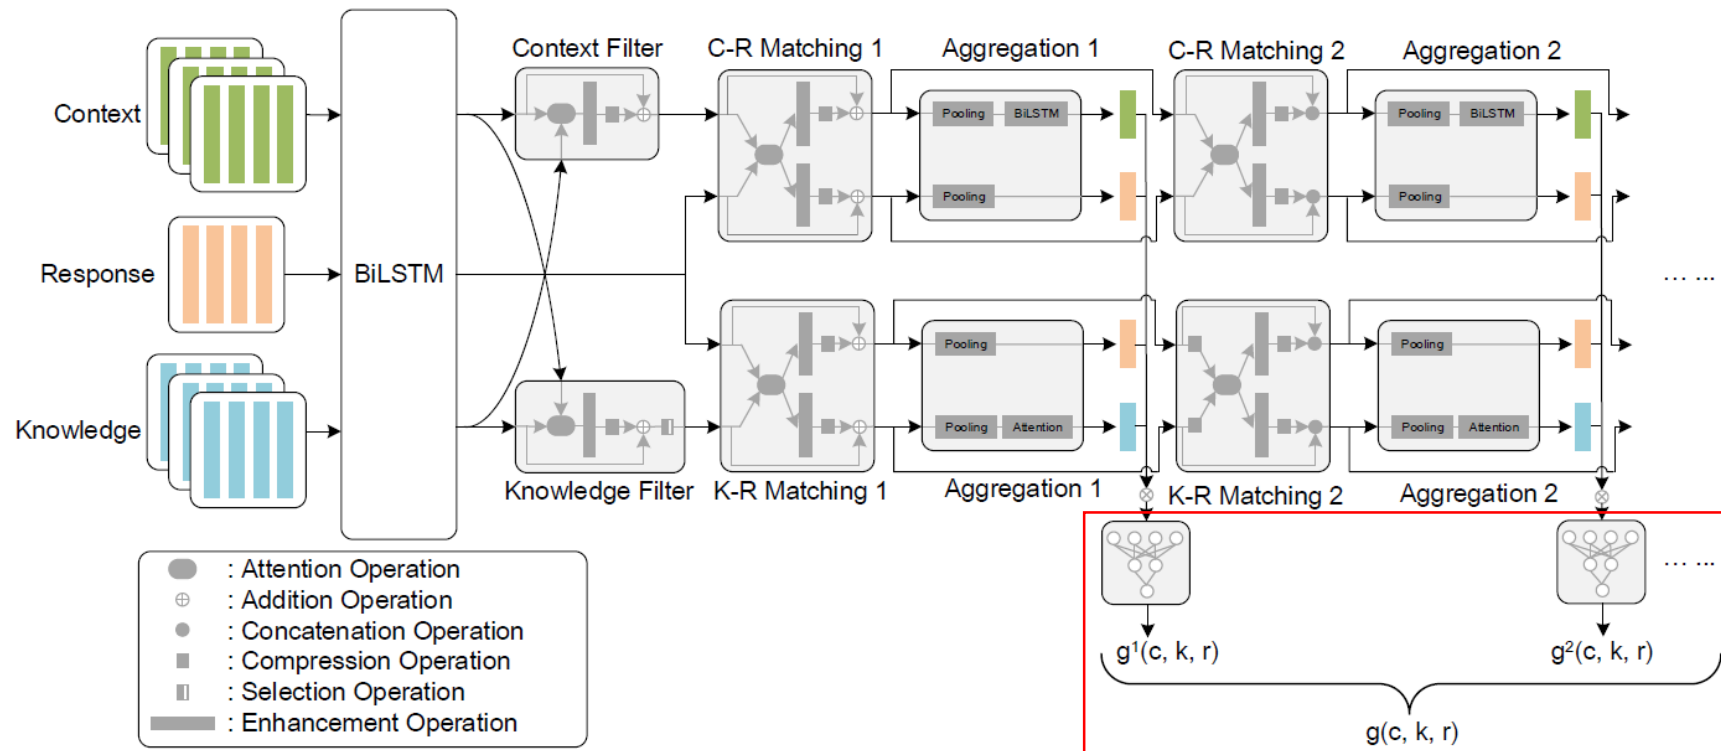 Context Filter
C-R Matching 1
Aggregation 1
C-R Matching 2
Aggregation 2
Context
Pooling
BiLSTM
Pooling
BiLSTM
Pooling
Pooling
Response
BiLSTM
... ...
Pooling
Pooling
Knowledge
Pooling
Attention
Pooling
Attention
Knowledge Filter
K-R Matching 1
Aggregation 1
K-R Matching 2
Aggregation 2
... ...
: Attention Operation
: Addition Operation
: Concatenation Operation
: Compression Operation
: Selection Operation
: Enhancement Operation
g¹(c, k, r)
g²(c, k, r)
g(c, k, r)